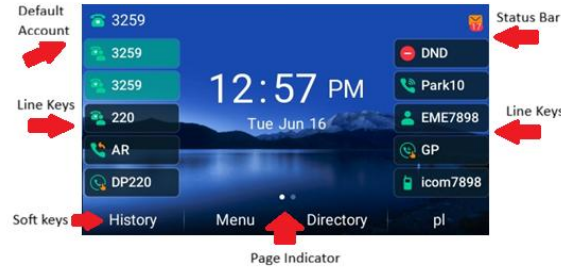 Default
Account
3259
17
Status Bar
3259
DND
3259
12:57 PM
Park10
Line Keys
220
Tue Jun 16
EME7898
Line Keys
AR
GP
DP220
icom7898
Soft keys
History
Menu
Directory
pl
Page Indicator